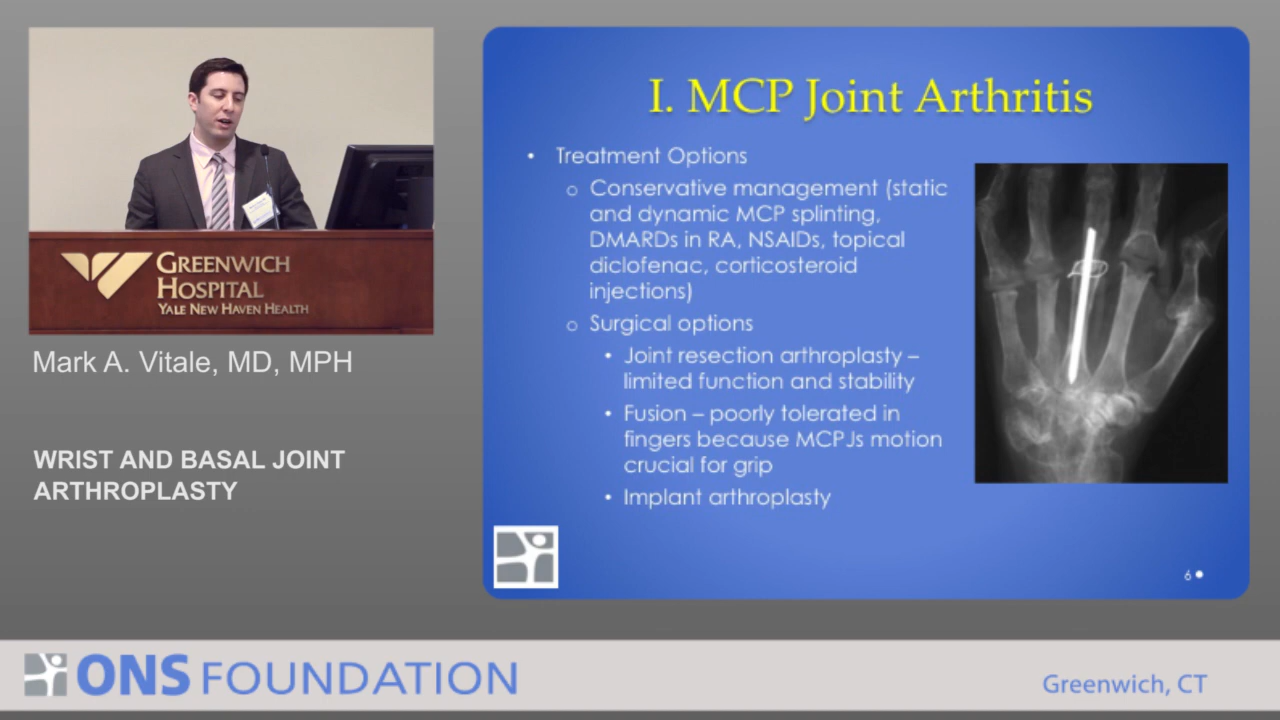 GREENWICH
HOSPITAL
YALE NEW HAVEN HEALTH
Mark A. Vitale, MD, MPH
WRIST AND BASAL JOINT
ARTHROPLASTY
I. MCP Joint Arthritis
• Treatment Options
o Conservative management (static
and dynamic MCP splinting,
DMARDs in RA, NSAIDs, topical
diclofenac, corticosteroid
injections)
o Surgical options
• Joint resection arthroplasty –
limited function and stability
• Fusion – poorly tolerated in
fingers because MCPJs motion
crucial for grip
• Implant arthroplasty
6
ONS FOUNDATION
Greenwich, CT